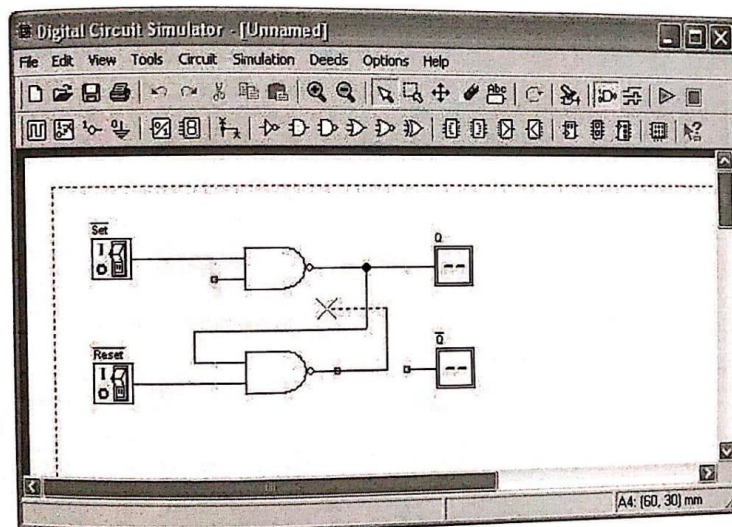 Digital Circuit Simulator - [Unnamed]
File Edit View Tools Circuit Simulation Deeds Options Help
Abc
Set
I
O
Q
--
Reset
I
O
Q
--
A4: (60, 30) mm